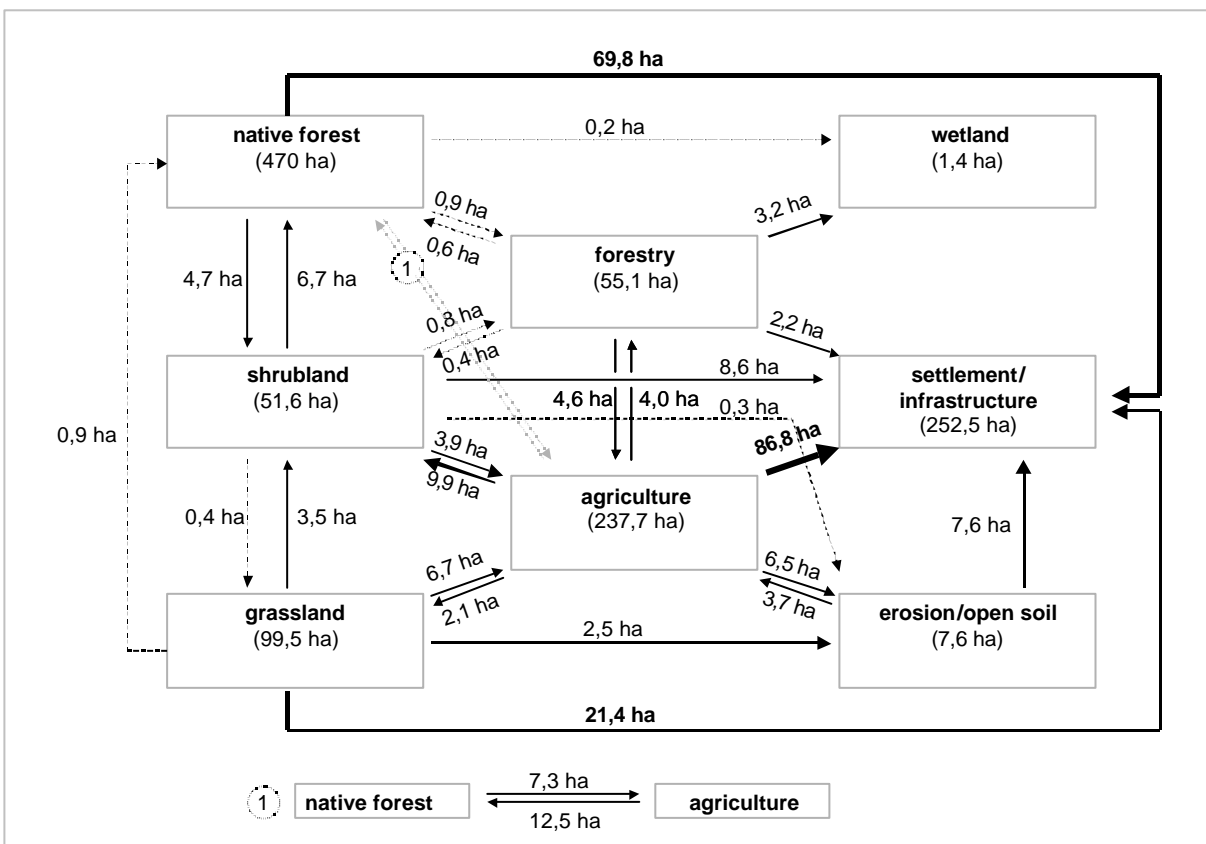 69,8 ha
native forest
(470 ha)
0,2 ha
wetland
(1,4 ha)
0,9 ha
0,6 ha
3,2 ha
forestry
(55,1 ha)
1
4,7 ha
6,7 ha
0,8 ha
0,4 ha
2,2 ha
shrubland
(51,6 ha)
8,6 ha
settlement/
infrastructure
(252,5 ha)
4,6 ha
4,0 ha
0,3 ha
0,9 ha
3,9 ha
9,9 ha
86,8 ha
agriculture
(237,7 ha)
0,4 ha
3,5 ha
7,6 ha
6,7 ha
2,1 ha
6,5 ha
3,7 ha
grassland
(99,5 ha)
2,5 ha
erosion/open soil
(7,6 ha)
21,4 ha
1
native forest
7,3 ha
12,5 ha
agriculture